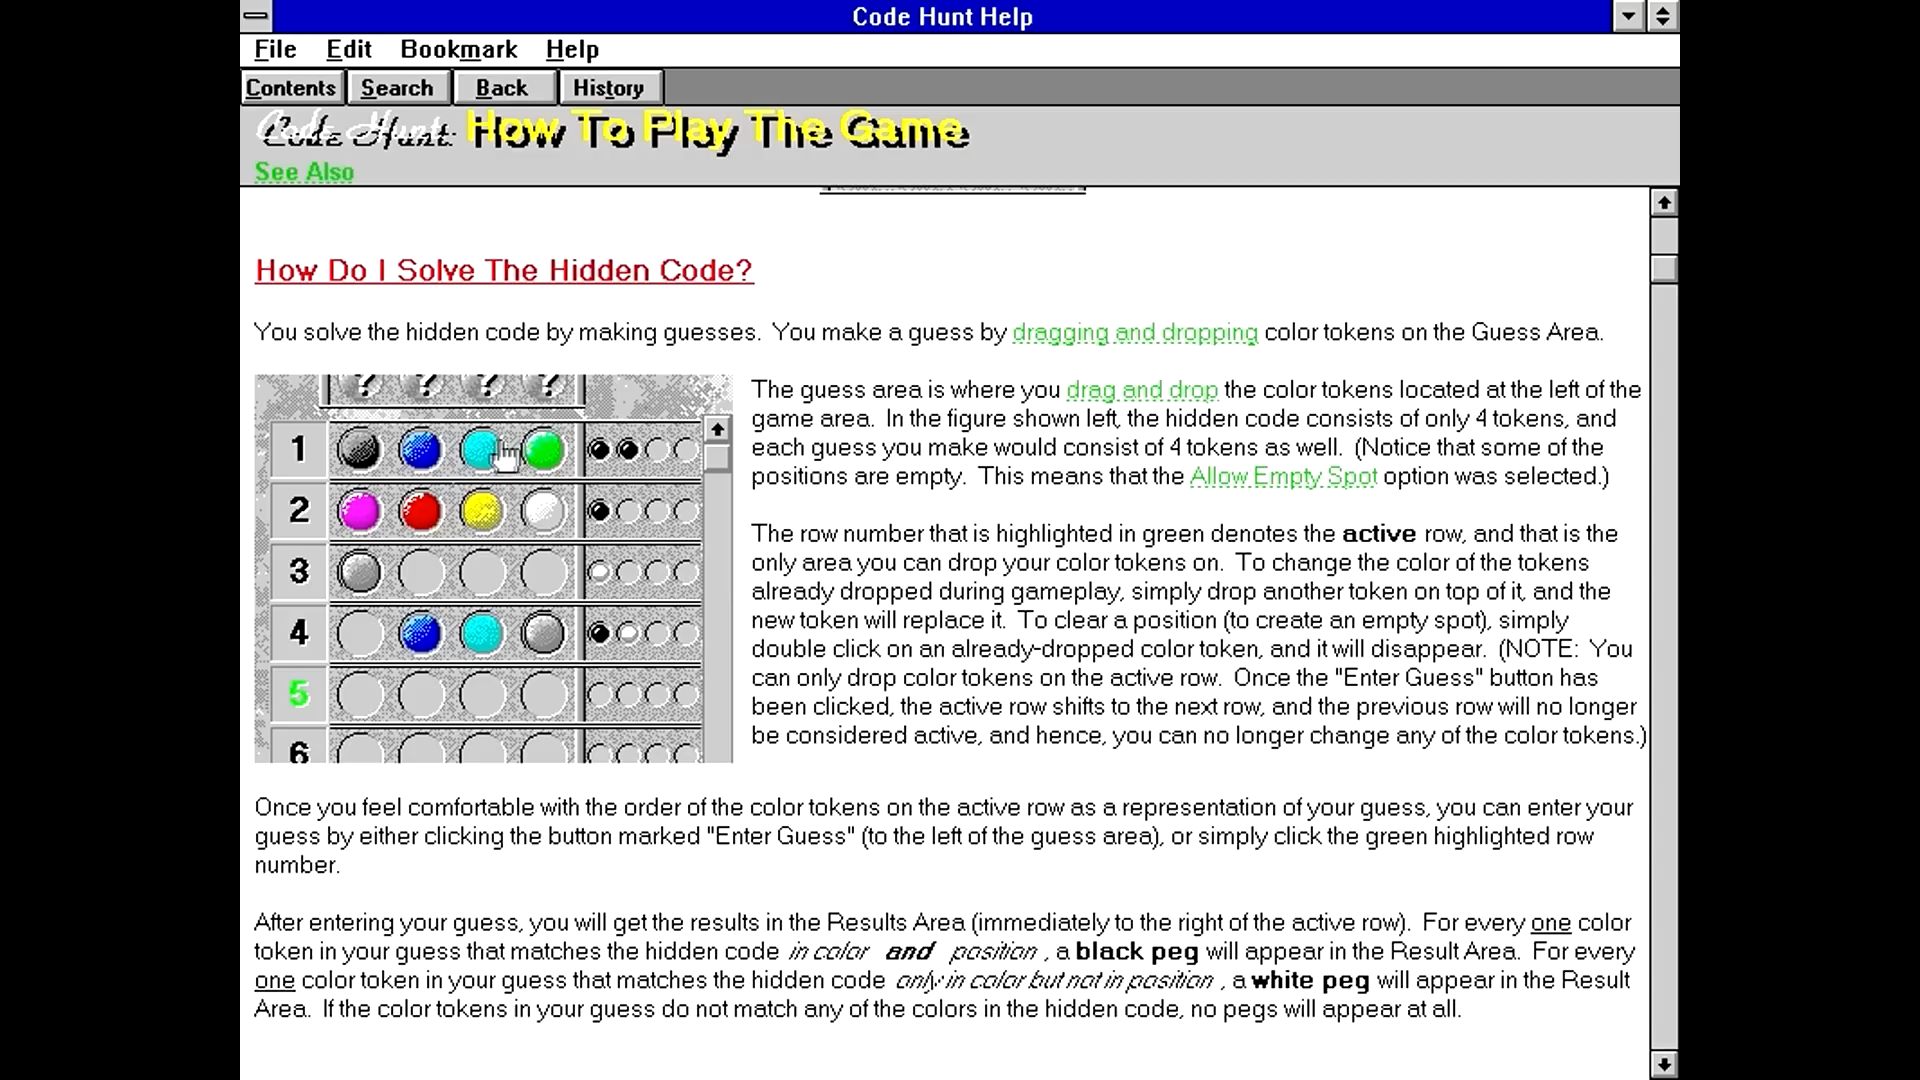 Code Hunt Help
File Edit Bookmark Help
Contents Search Back History
Code Hunt: How To Play The Game
See Also
How Do I Solve The Hidden Code?
You solve the hidden code by making guesses. You make a guess by dragging and dropping color tokens on the Guess Area.
? ? ? ?
1
2
3
4
5
6
The guess area is where you drag and drop the color tokens located at the left of the
game area. In the figure shown left, the hidden code consists of only 4 tokens, and
each guess you make would consist of 4 tokens as well. (Notice that some of the
positions are empty. This means that the Allow Empty Spot option was selected.)
The row number that is highlighted in green denotes the active row, and that is the
only area you can drop your color tokens on. To change the color of the tokens
already dropped during gameplay, simply drop another token on top of it, and the
new token will replace it. To clear a position (to create an empty spot), simply
double click on an already-dropped color token, and it will disappear. (NOTE: You
can only drop color tokens on the active row. Once the "Enter Guess" button has
been clicked, the active row shifts to the next row, and the previous row will no longer
be considered active, and hence, you can no longer change any of the color tokens.)
Once you feel comfortable with the order of the color tokens on the active row as a representation of your guess, you can enter your
guess by either clicking the button marked "Enter Guess" (to the left of the guess area), or simply click the green highlighted row
number.
After entering your guess, you will get the results in the Results Area (immediately to the right of the active row). For every one color
token in your guess that matches the hidden code in color and position , a black peg will appear in the Result Area. For every
one color token in your guess that matches the hidden code only in color but not in position , a white peg will appear in the Result
Area. If the color tokens in your guess do not match any of the colors in the hidden code, no pegs will appear at all.